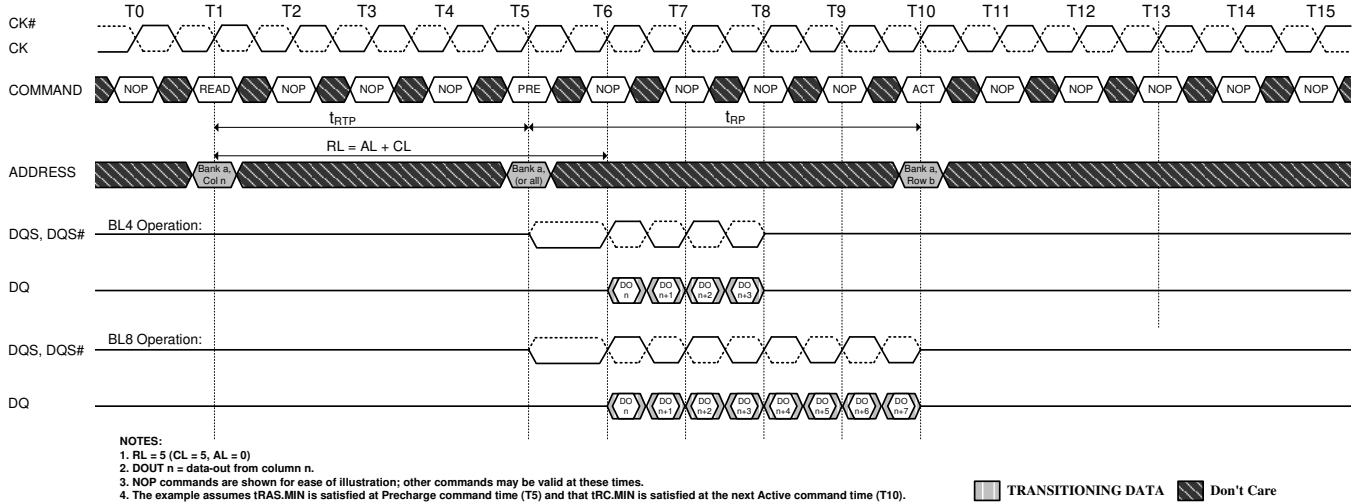 T0 T1 T2 T3 T4 T5 T6 T7 T8 T9 T10 T11 T12 T13 T14 T15
CK#
CK
COMMAND NOP READ NOP NOP NOP PRE NOP NOP NOP NOP ACT NOP NOP NOP NOP NOP
tRTP tRP
RL = AL + CL
ADDRESS
Bank a,
Col n
Bank a,
(or all)
Bank a,
Row b
BL4 Operation:
DQS, DQS#
DQ
DO
n
DO
n+1
DO
n+2
DO
n+3
BL8 Operation:
DQS, DQS#
DQ
DO
n
DO
n+1
DO
n+2
DO
n+3
DO
n+4
DO
n+5
DO
n+6
DO
n+7
NOTES:
1. RL = 5 (CL = 5, AL = 0)
2. DOUT n = data-out from column n.
3. NOP commands are shown for ease of illustration; other commands may be valid at these times.
4. The example assumes tRAS.MIN is satisfied at Precharge command time (T5) and that tRC.MIN is satisfied at the next Active command time (T10).
TRANSITIONING DATA Don't Care